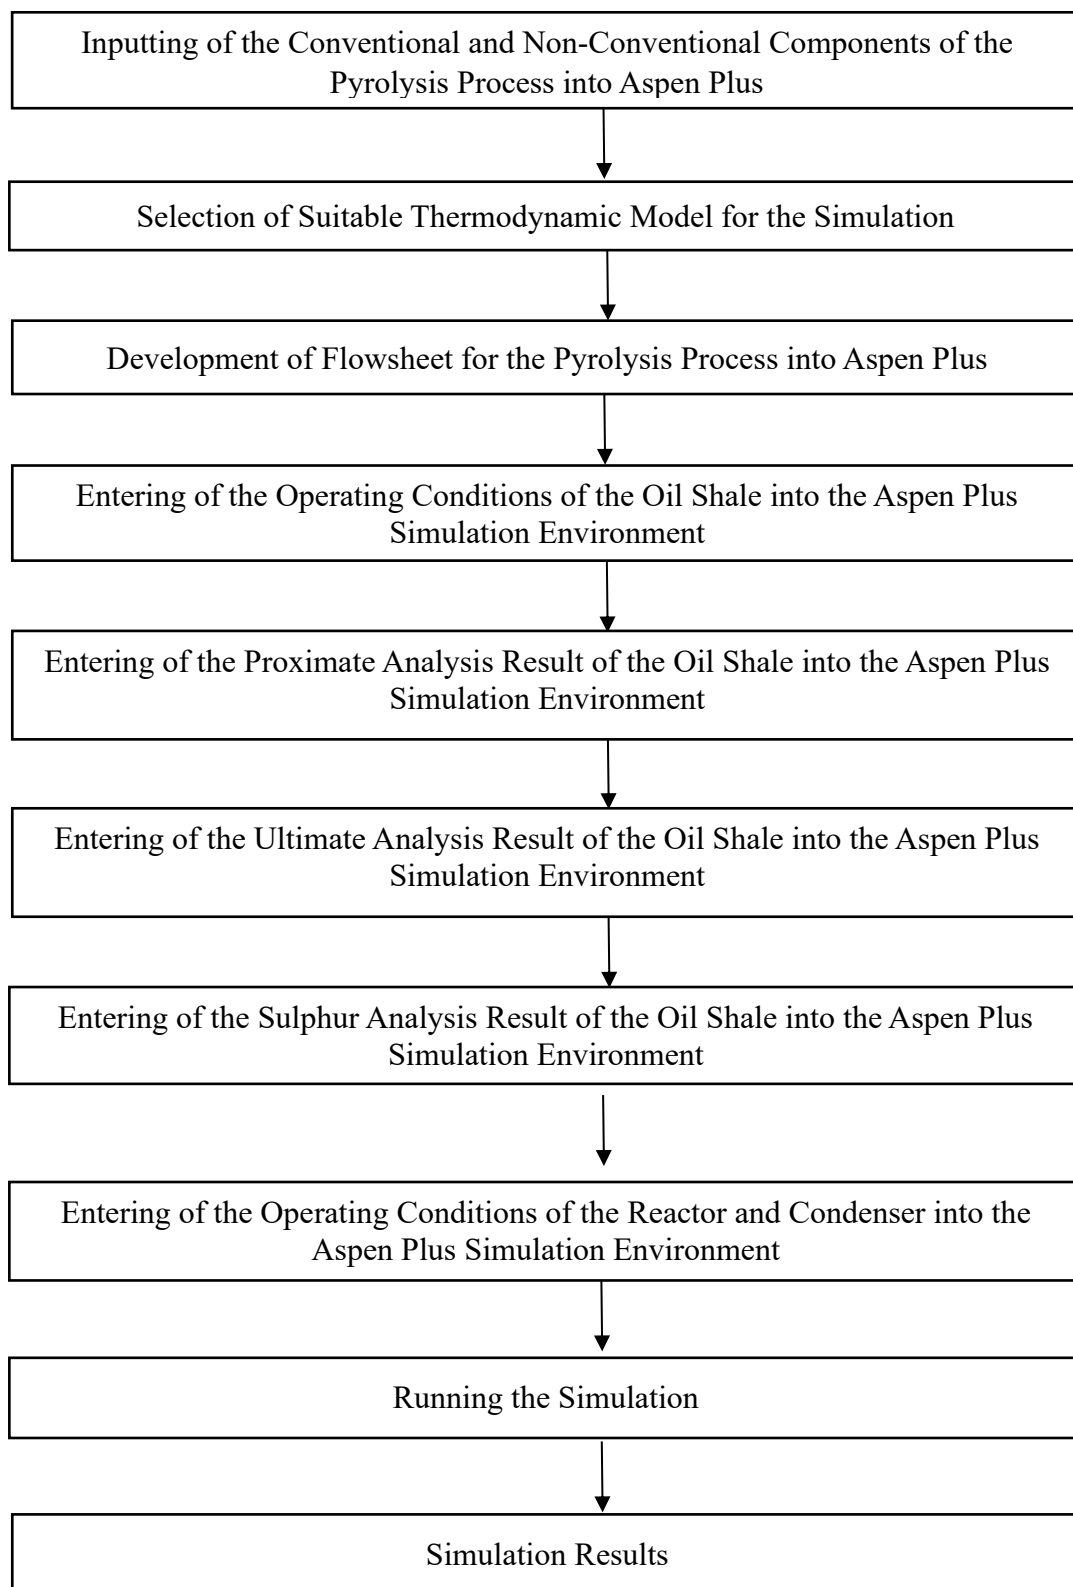 Inputting of the Conventional and Non-Conventional Components of the
Pyrolysis Process into Aspen Plus
Selection of Suitable Thermodynamic Model for the Simulation
Development of Flowsheet for the Pyrolysis Process into Aspen Plus
Entering of the Operating Conditions of the Oil Shale into the Aspen Plus
Simulation Environment
Entering of the Proximate Analysis Result of the Oil Shale into the Aspen Plus
Simulation Environment
Entering of the Ultimate Analysis Result of the Oil Shale into the Aspen Plus
Simulation Environment
Entering of the Sulphur Analysis Result of the Oil Shale into the Aspen Plus
Simulation Environment
Entering of the Operating Conditions of the Reactor and Condenser into the
Aspen Plus Simulation Environment
Running the Simulation
Simulation Results